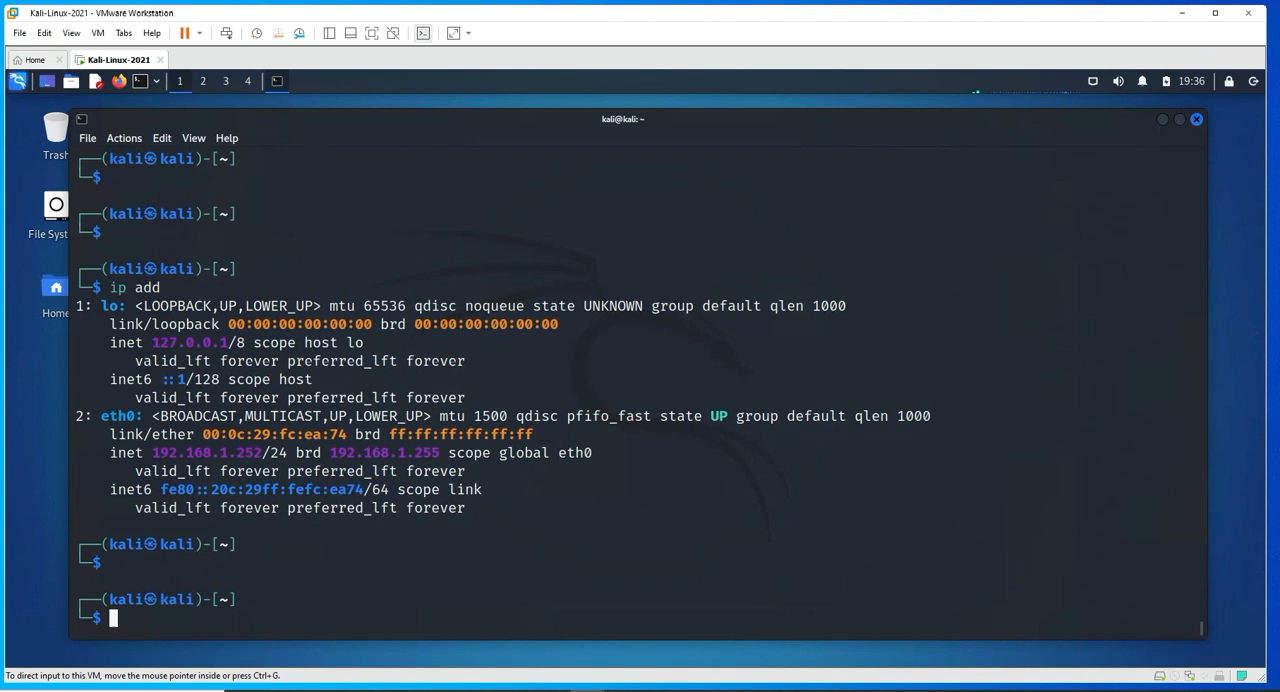 Kali-Linux-2021 - VMware Workstation
File Edit View VM Tabs Help
Home Kali-Linux-2021
1 2 3 4 19:36
Trash
File Syst
Home
kali@kali: ~
File Actions Edit View Help
┌──(kali㉿kali)-[~]
└─$
┌──(kali㉿kali)-[~]
└─$
┌──(kali㉿kali)-[~]
└─$ ip add
1: lo: <LOOPBACK,UP,LOWER_UP> mtu 65536 qdisc noqueue state UNKNOWN group default qlen 1000
link/loopback 00:00:00:00:00:00 brd 00:00:00:00:00:00
inet 127.0.0.1/8 scope host lo
valid_lft forever preferred_lft forever
inet6 ::1/128 scope host
valid_lft forever preferred_lft forever
2: eth0: <BROADCAST,MULTICAST,UP,LOWER_UP> mtu 1500 qdisc pfifo_fast state UP group default qlen 1000
link/ether 00:0c:29:fc:ea:74 brd ff:ff:ff:ff:ff:ff
inet 192.168.1.252/24 brd 192.168.1.255 scope global eth0
valid_lft forever preferred_lft forever
inet6 fe80::20c:29ff:fefc:ea74/64 scope link
valid_lft forever preferred_lft forever
┌──(kali㉿kali)-[~]
└─$
┌──(kali㉿kali)-[~]
└─$
To direct input to this VM, move the mouse pointer inside or press Ctrl+G.